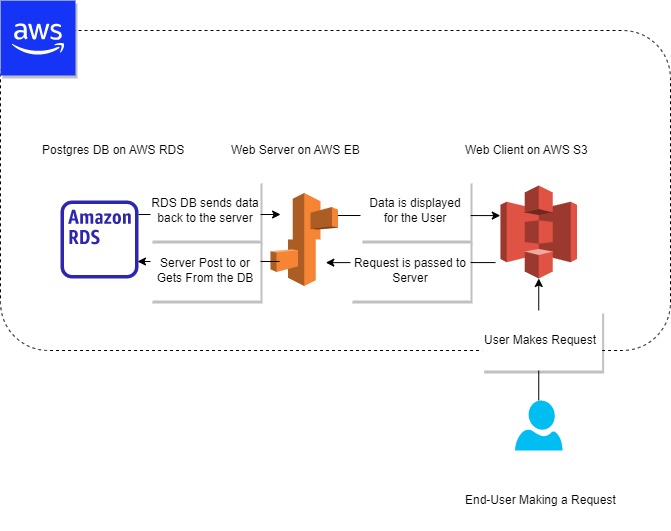 aws
Postgres DB on AWS RDS
Web Server on AWS EB
Web Client on AWS S3
Amazon
RDS
RDS DB sends data
back to the server
Data is displayed
for the User
Server Post to or
Gets From the DB
Request is passed to
Server
User Makes Request
End-User Making a Request